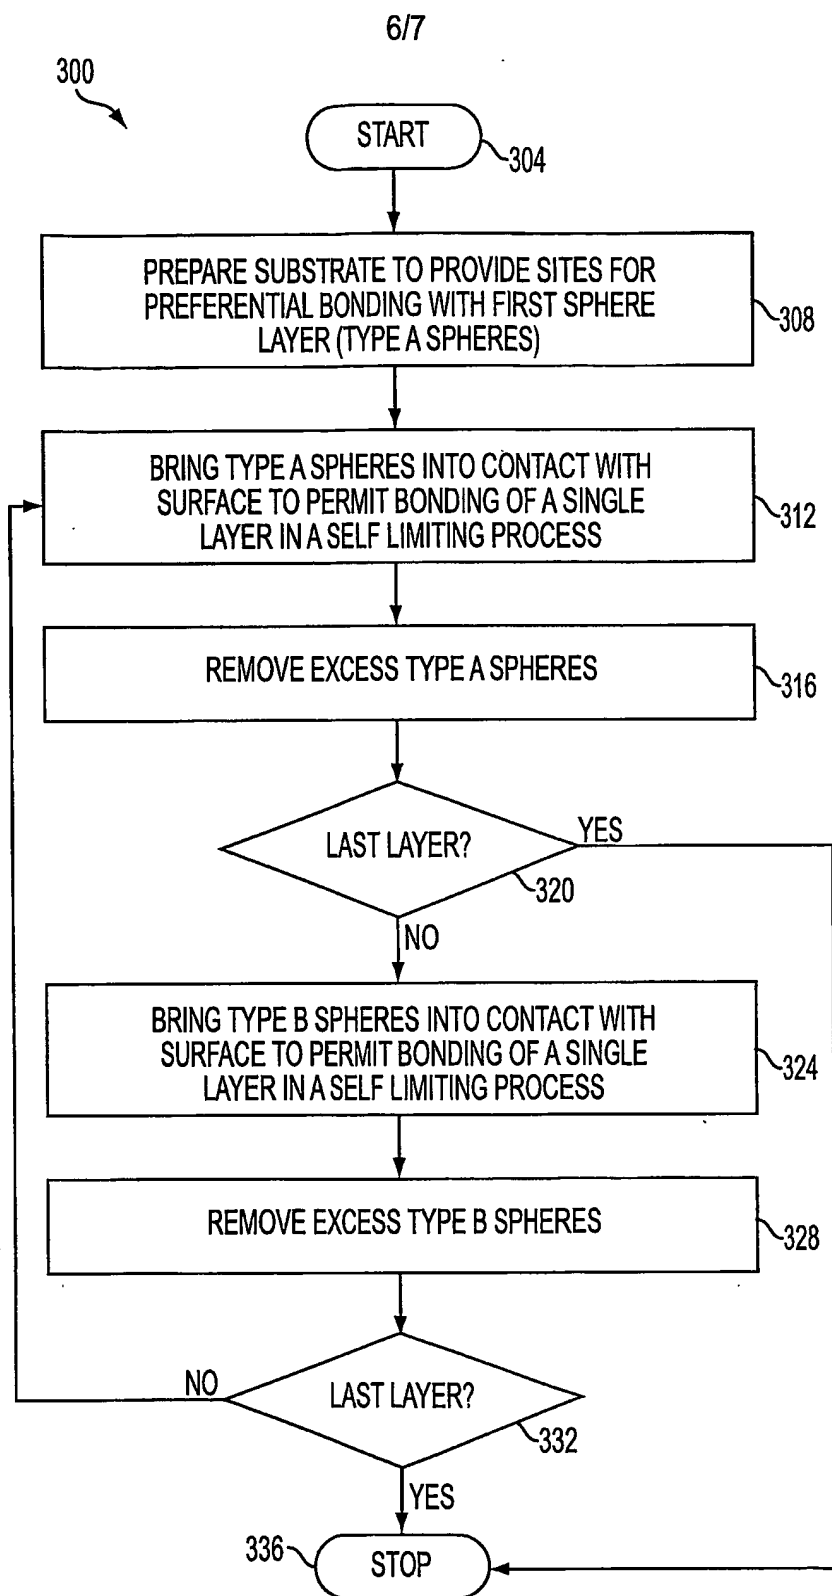 6/7
300
START
304
PREPARE SUBSTRATE TO PROVIDE SITES FOR
PREFERENTIAL BONDING WITH FIRST SPHERE
LAYER (TYPE A SPHERES)
308
BRING TYPE A SPHERES INTO CONTACT WITH
SURFACE TO PERMIT BONDING OF A SINGLE
LAYER IN A SELF LIMITING PROCESS
312
REMOVE EXCESS TYPE A SPHERES
316
LAST LAYER?
YES
320
NO
BRING TYPE B SPHERES INTO CONTACT WITH
SURFACE TO PERMIT BONDING OF A SINGLE
LAYER IN A SELF LIMITING PROCESS
324
REMOVE EXCESS TYPE B SPHERES
328
NO
LAST LAYER?
332
YES
336
STOP